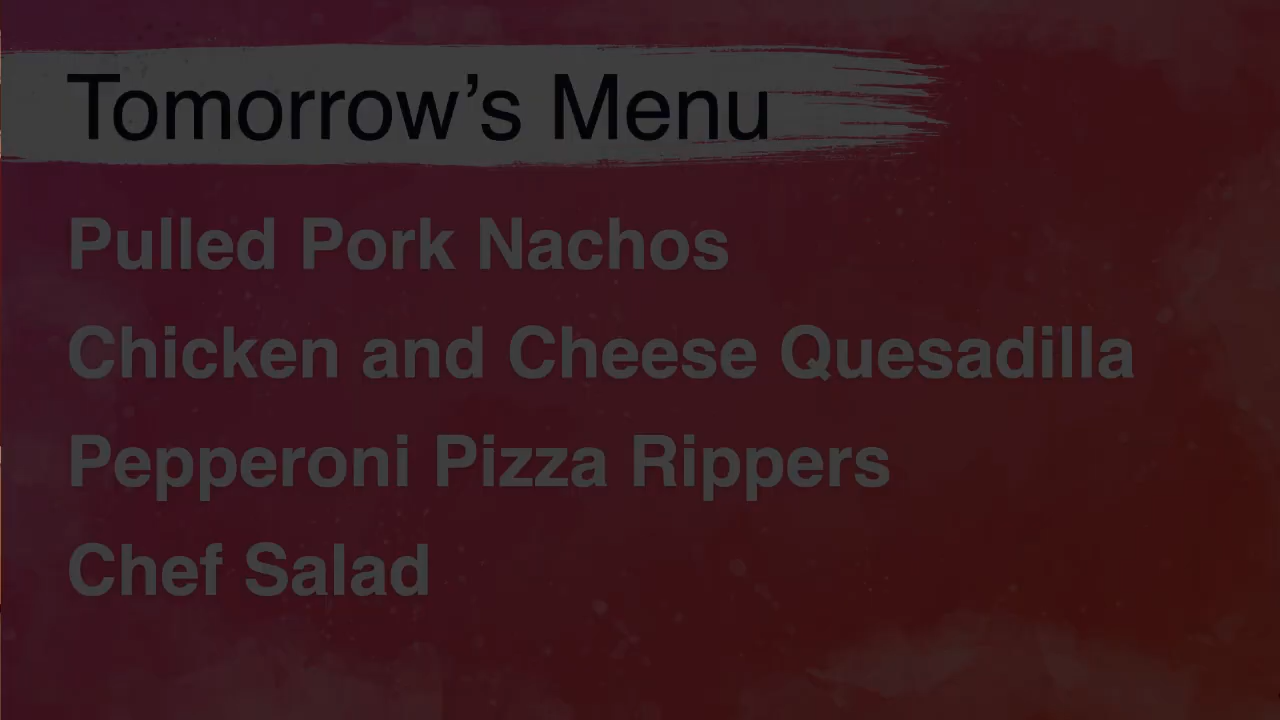 Tomorrow’s Menu
Pulled Pork Nachos
Chicken and Cheese Quesadilla
Pepperoni Pizza Rippers
Chef Salad